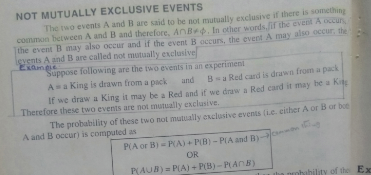 NOT MUTUALLY EXCLUSIVE EVENTS
The two events A and B are said to be not mutually exclusive if there is something
common between A and B and therefore, A∩B≠ϕ. In other words, if the event A occurs,
the event B may also occur and if the event B occurs, the event A may also occur, the
events A and B are called not mutually exclusive.
Example
Suppose following are the two events in an experiment
A = a King is drawn from a pack and B = a Red card is drawn from a pack
If we draw a King it may be a Red and if we draw a Red card it may be a King
Therefore these two events are not mutually exclusive.
The probability of these two not mutually exclusive events (i.e. either A or B or both
A and B occur) is computed as
P(A or B) = P(A) + P(B) − P(A and B)
OR
P(A∪B) = P(A) + P(B) − P(A∩B)
probability of the Ex